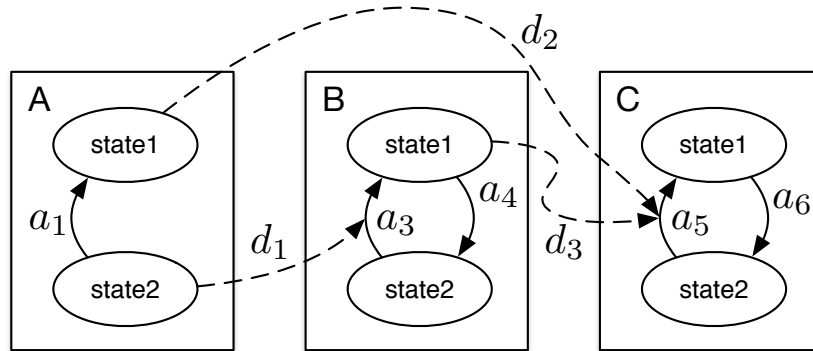 d₂
A
B
C
state1
state1
state1
a₁
a₃
a₄
a₅
a₆
d₁
d₃
state2
state2
state2